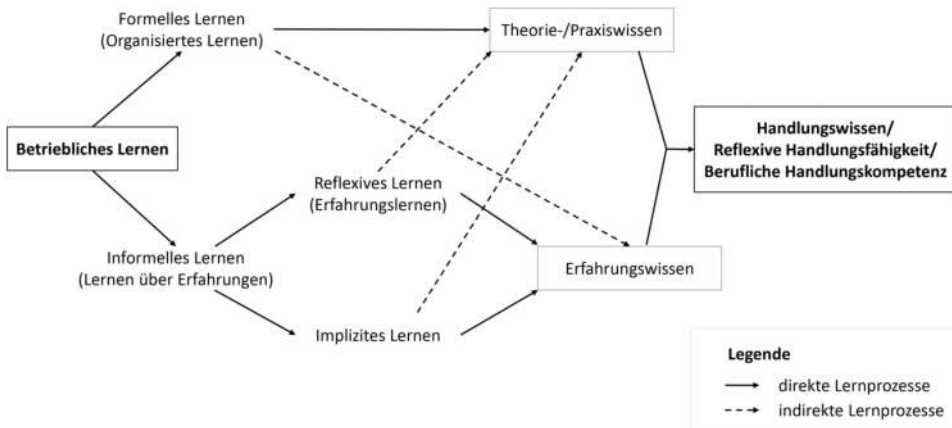 Formelles Lernen
(Organisiertes Lernen)
Theorie-/Praxiswissen
Betriebliches Lernen
Handlungswissen/
Reflexive Handlungsfähigkeit/
Berufliche Handlungskompetenz
Reflexives Lernen
(Erfahrungslernen)
Informelles Lernen
(Lernen über Erfahrungen)
Erfahrungswissen
Implizites Lernen
Legende
direkte Lernprozesse
indirekte Lernprozesse